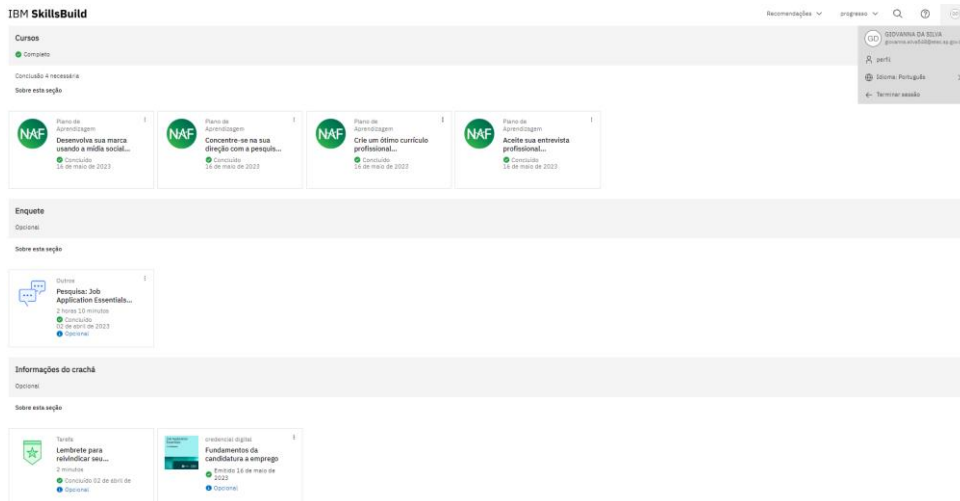 IBM SkillsBuild
Recomendações
progresso
Cursos
Completo
GD
GIOVANNA DA SILVA
perfil
Idioma: Português
Terminar sessão
Conclusão 4 necessária
Sobre esta seção
NAF
Plano de
Aprendizagem
Desenvolva sua marca
usando a mídia social...
Concluído
16 de maio de 2023
NAF
Plano de
Aprendizagem
Concentre-se na sua
direção com a pesquis...
Concluído
16 de maio de 2023
NAF
Plano de
Aprendizagem
Crie um ótimo currículo
profissional...
Concluído
16 de maio de 2023
NAF
Plano de
Aprendizagem
Aceite sua entrevista
profissional...
Concluído
16 de maio de 2023
Enquete
Opcional
Sobre esta seção
Outros
Pesquisa: Job
Application Essentials...
2 horas 10 minutos
Concluído
02 de abril de 2023
Opcional
Informações do crachá
Opcional
Sobre esta seção
Tarefa
Lembrete para
reivindicar seu...
2 minutos
Concluído 02 de abril de
Opcional
credencial digital
Fundamentos da
candidatura a emprego
Emitido 16 de maio de
2023
Opcional